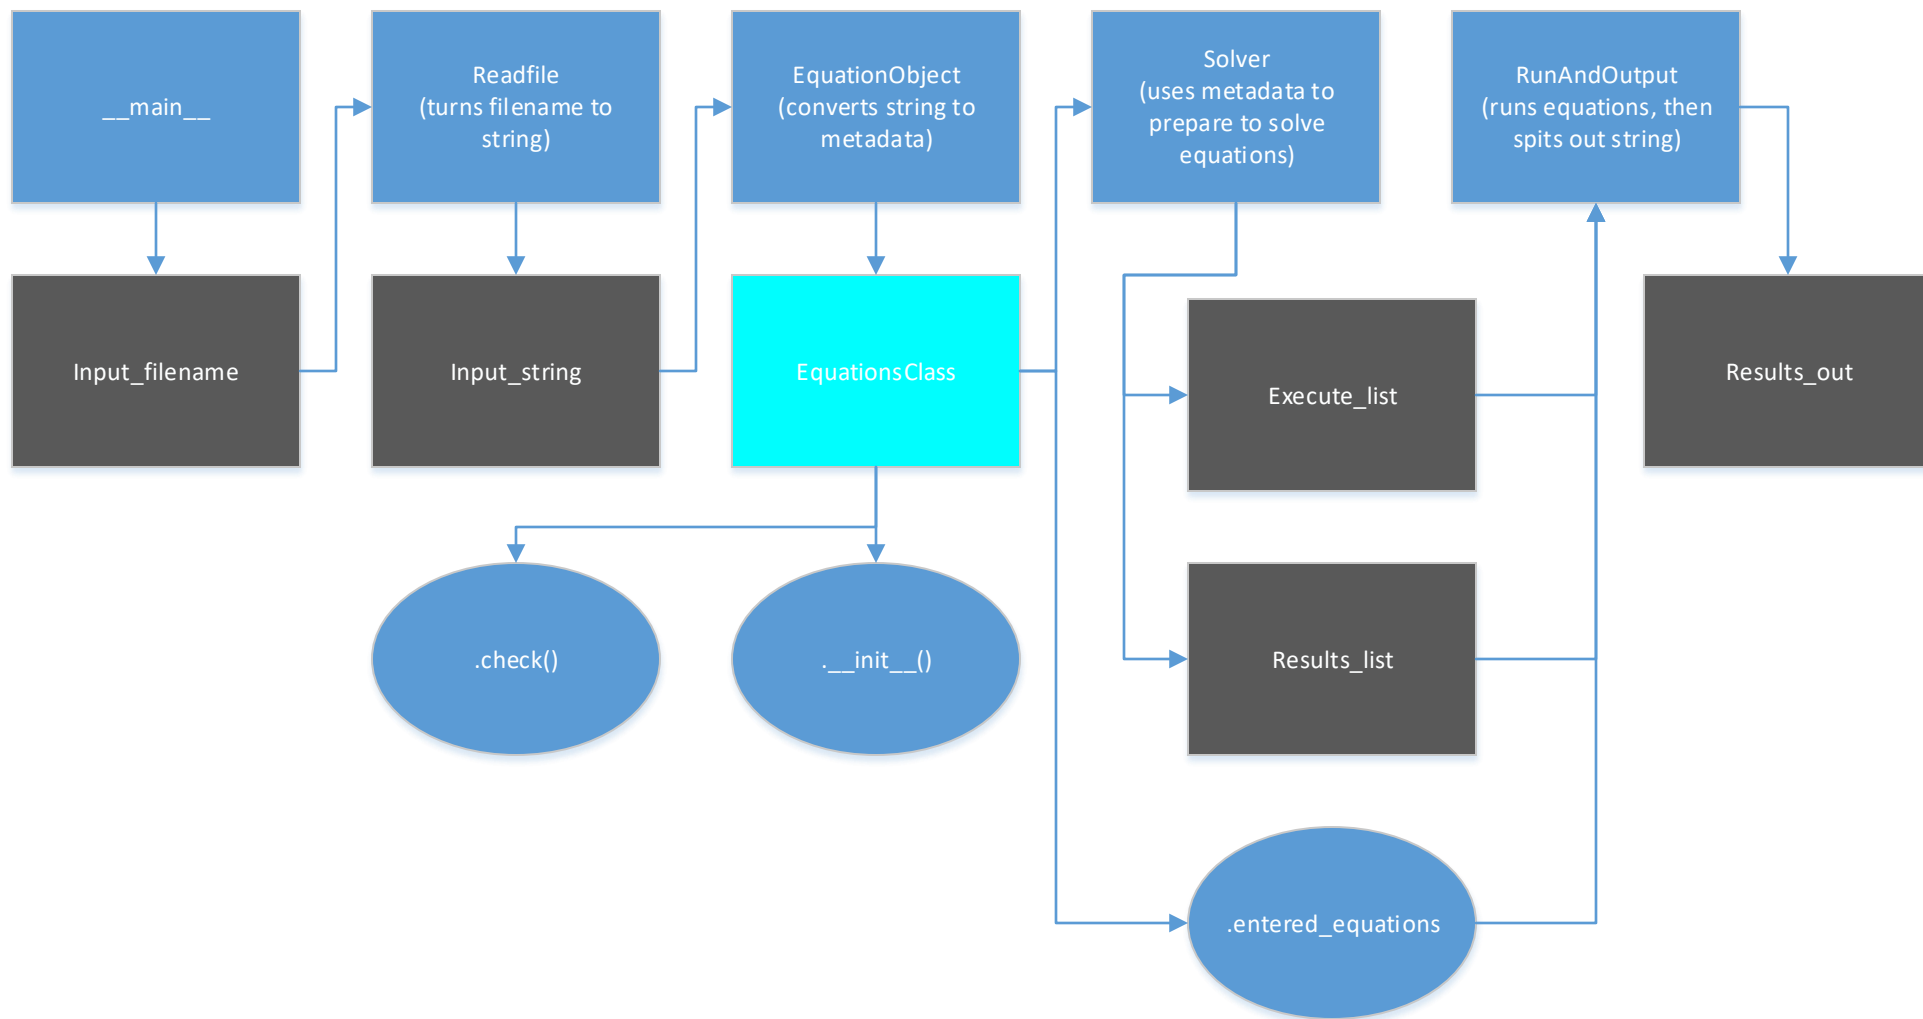 __main__
Readfile
(turns filename to
string)
EquationObject
(converts string to
metadata)
Solver
(uses metadata to
prepare to solve
equations)
RunAndOutput
(runs equations, then
spits out string)
Input_filename
Input_string
EquationsClass
Execute_list
Results_out
.check()
.__init__()
Results_list
.entered_equations